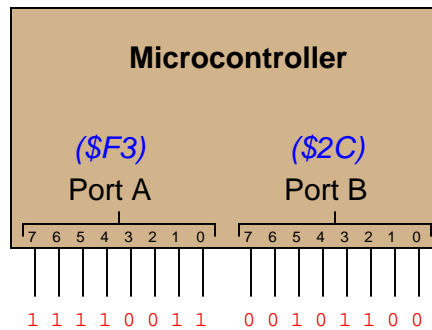 Microcontroller
($F3) ($2C)
Port A Port B
7 6 5 4 3 2 1 0 7 6 5 4 3 2 1 0
1 1 1 1 0 0 1 1 0 0 1 0 1 1 0 0